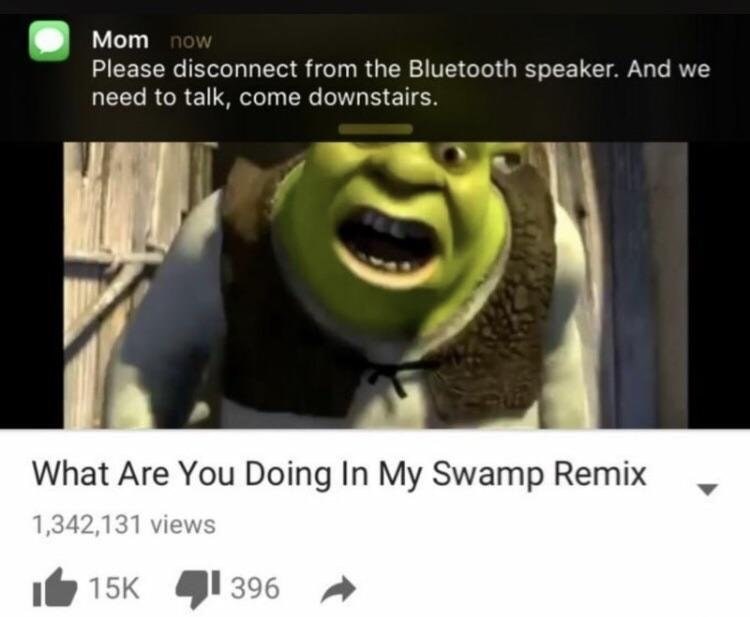 Mom now
Please disconnect from the Bluetooth speaker. And we
need to talk, come downstairs.
What Are You Doing In My Swamp Remix
1,342,131 views
15K 396